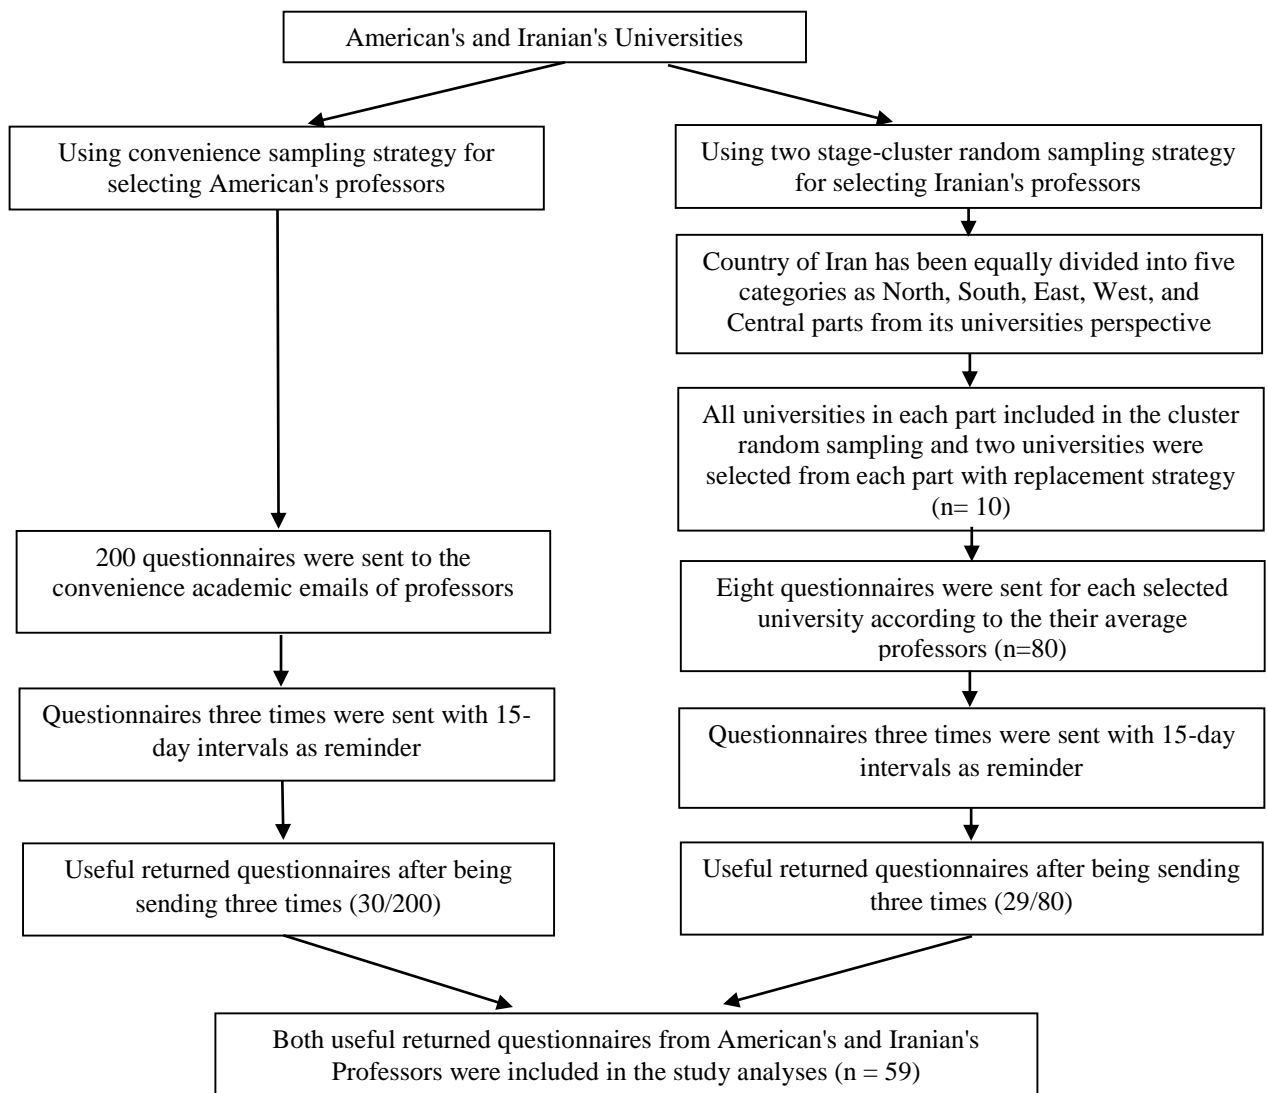 American's and Iranian's Universities
Using convenience sampling strategy for
selecting American's professors
Using two stage-cluster random sampling strategy
for selecting Iranian's professors
Country of Iran has been equally divided into five
categories as North, South, East, West, and
Central parts from its universities perspective
All universities in each part included in the cluster
random sampling and two universities were
selected from each part with replacement strategy
(n= 10)
200 questionnaires were sent to the
convenience academic emails of professors
Eight questionnaires were sent for each selected
university according to the their average
professors (n=80)
Questionnaires three times were sent with 15-
day intervals as reminder
Questionnaires three times were sent with 15-day
intervals as reminder
Useful returned questionnaires after being
sending three times (30/200)
Useful returned questionnaires after being sending
three times (29/80)
Both useful returned questionnaires from American's and Iranian's
Professors were included in the study analyses (n = 59)